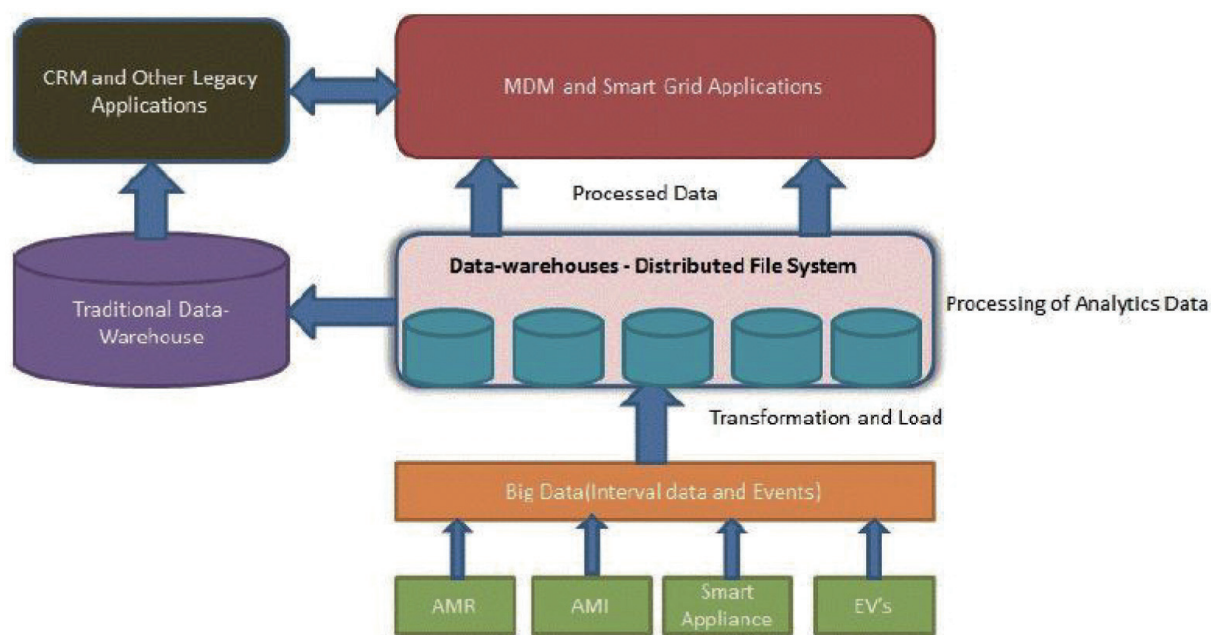 CRM and Other Legacy
Applications
MDM and Smart Grid Applications
Processed Data
Data-warehouses - Distributed File System
Traditional Data-
Warehouse
Processing of Analytics Data
Transformation and Load
Big Data(Interval data and Events)
AMR
AMI
Smart
Appliance
EV's